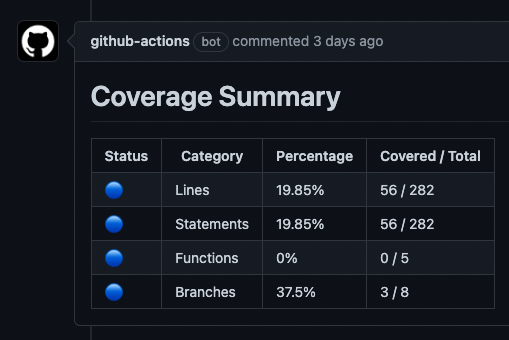 github-actions bot commented 3 days ago
Coverage Summary
Status Category Percentage Covered / Total
Lines 19.85% 56 / 282
Statements 19.85% 56 / 282
Functions 0% 0 / 5
Branches 37.5% 3 / 8